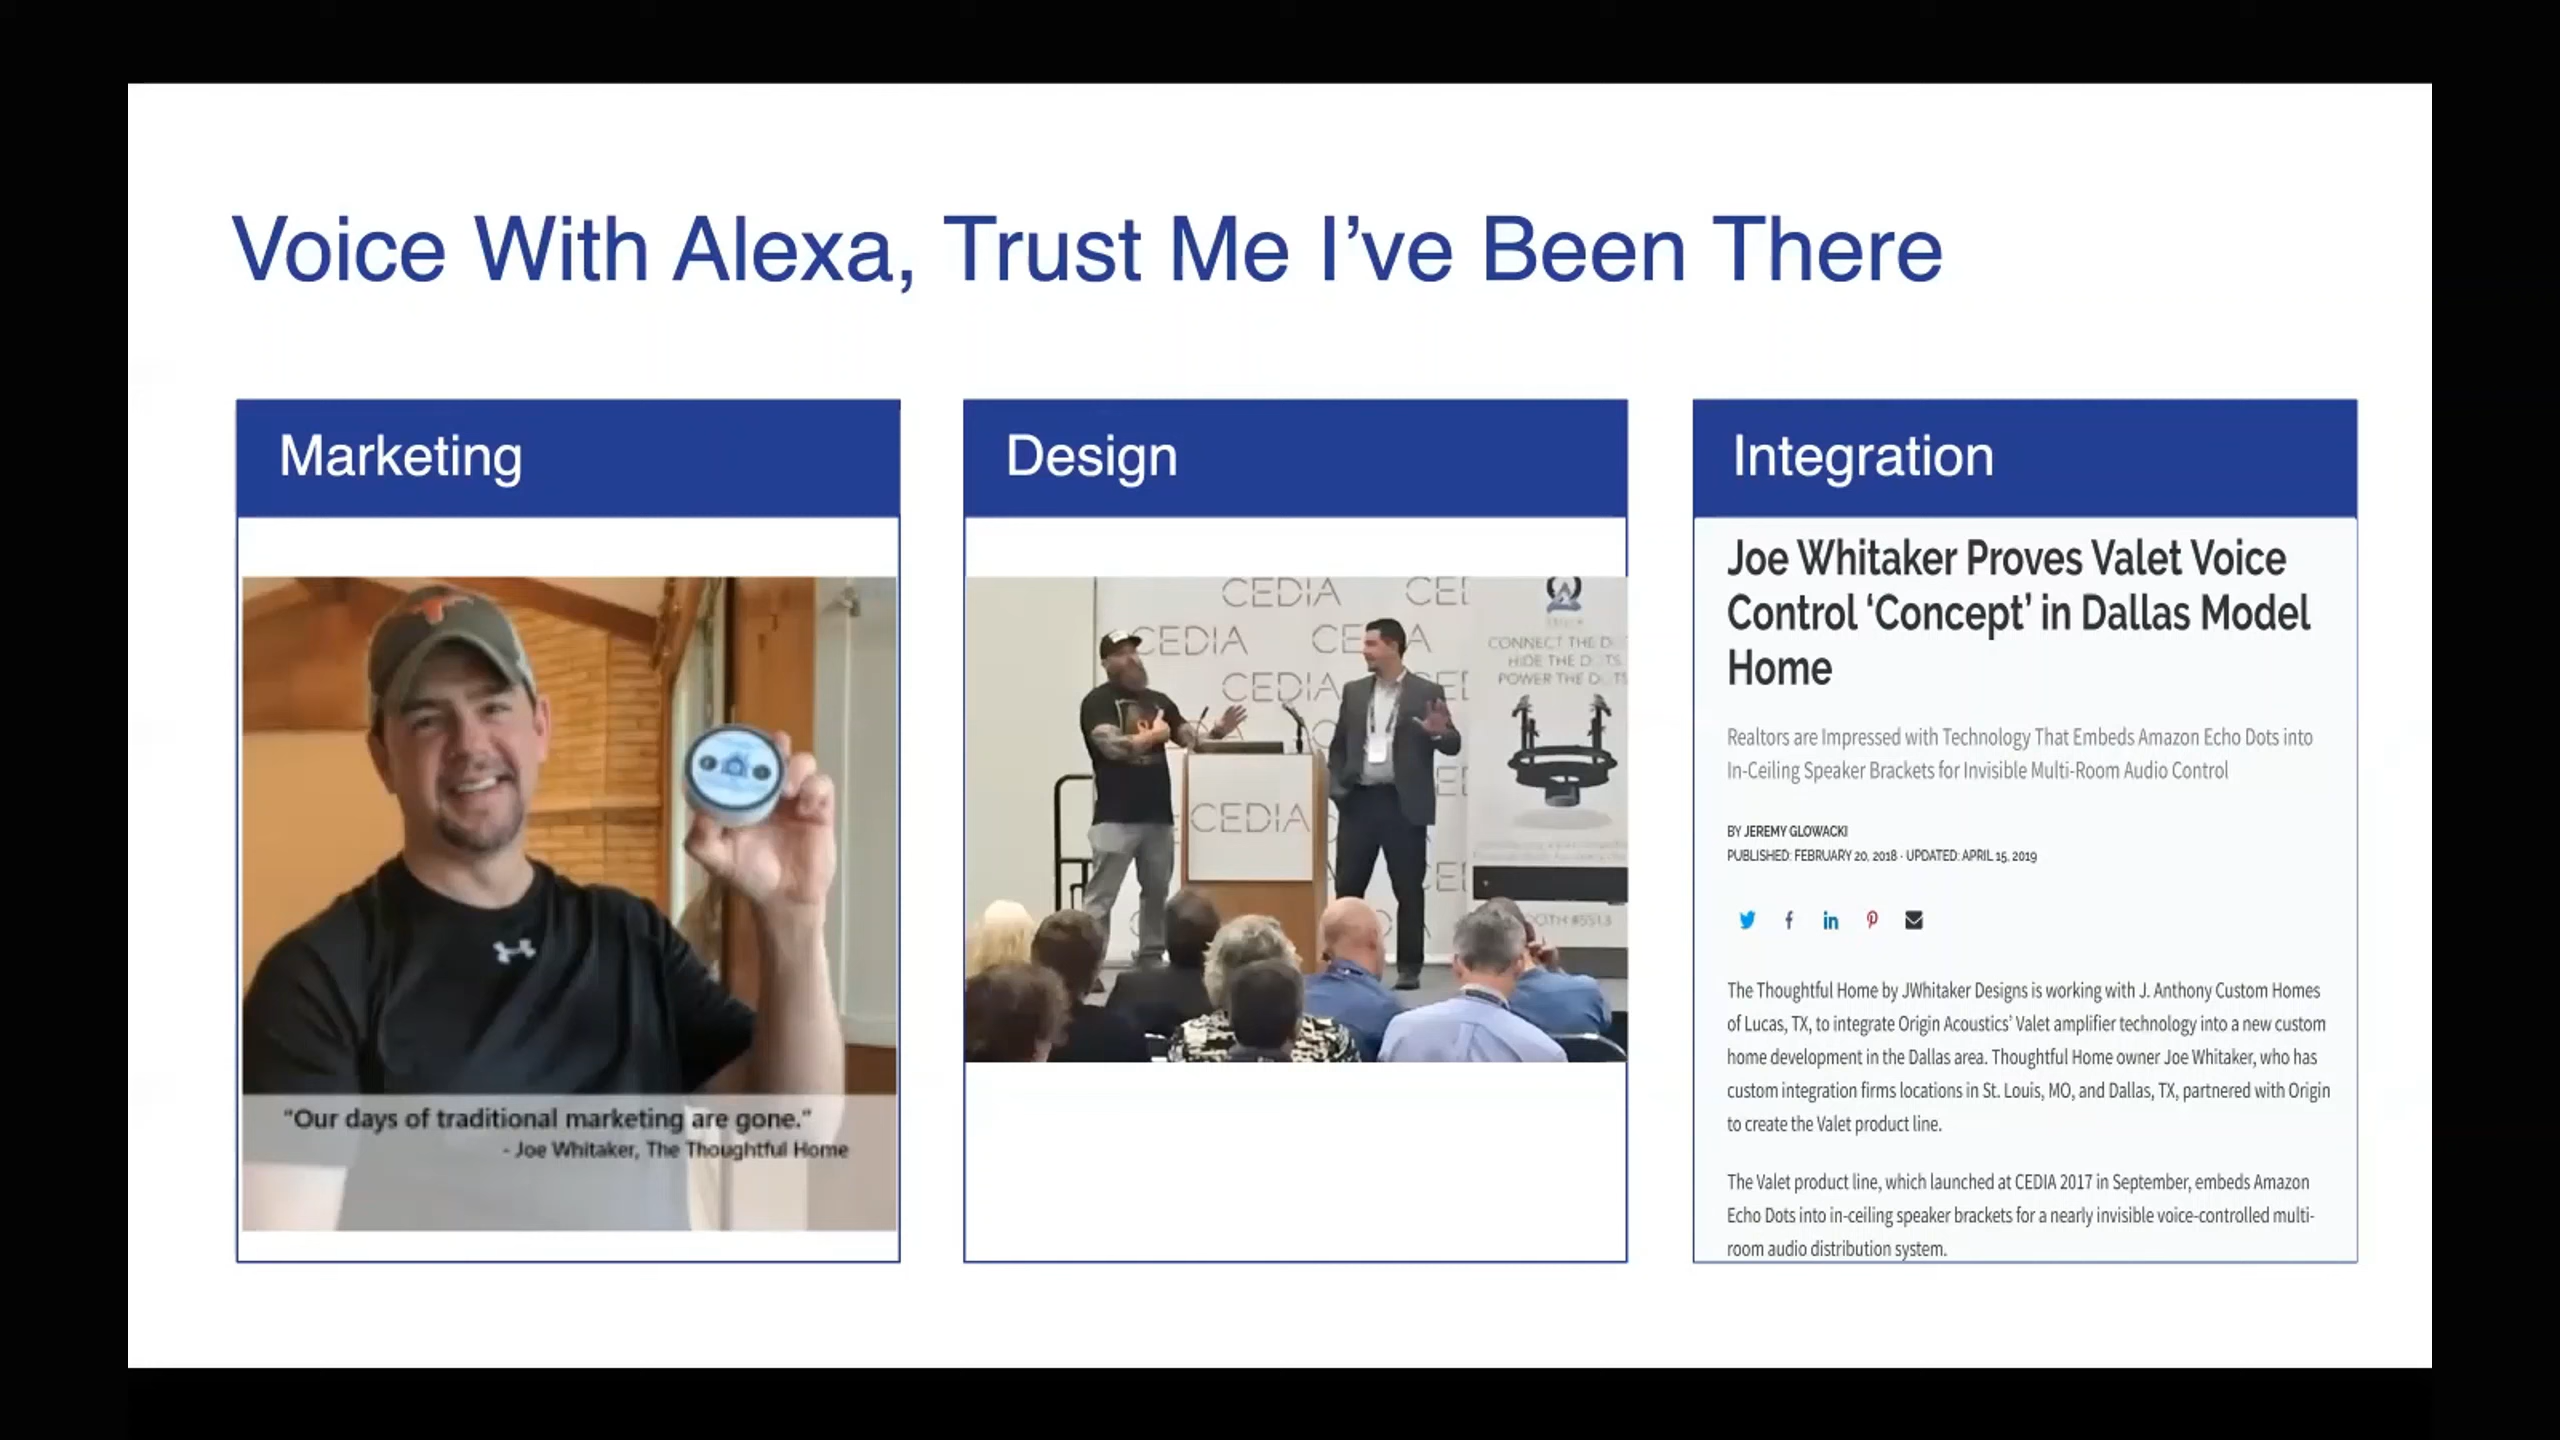 Voice With Alexa, Trust Me I've Been There
Marketing
"Our days of traditional marketing are gone."
- Joe Whitaker, The Thoughtful Home
Design
CEDIA
CEDIA
CEDIA
CEDIA
CONNECT THE D
HIDE THE D TS
POWER THE D TS
Integration
Joe Whitaker Proves Valet Voice
Control ‘Concept’ in Dallas Model
Home
Realtors are Impressed with Technology That Embeds Amazon Echo Dots into
In-Ceiling Speaker Brackets for Invisible Multi-Room Audio Control
BY JEREMY GLOWACKI
PUBLISHED: FEBRUARY 20, 2018 · UPDATED: APRIL 15, 2019
The Thoughtful Home by JWhitaker Designs is working with J. Anthony Custom Homes
of Lucas, TX, to integrate Origin Acoustics’ Valet amplifier technology into a new custom
home development in the Dallas area. Thoughtful Home owner Joe Whitaker, who has
custom integration firms locations in St. Louis, MO, and Dallas, TX, partnered with Origin
to create the Valet product line.
The Valet product line, which launched at CEDIA 2017 in September, embeds Amazon
Echo Dots into in-ceiling speaker brackets for a nearly invisible voice-controlled multi-
room audio distribution system.